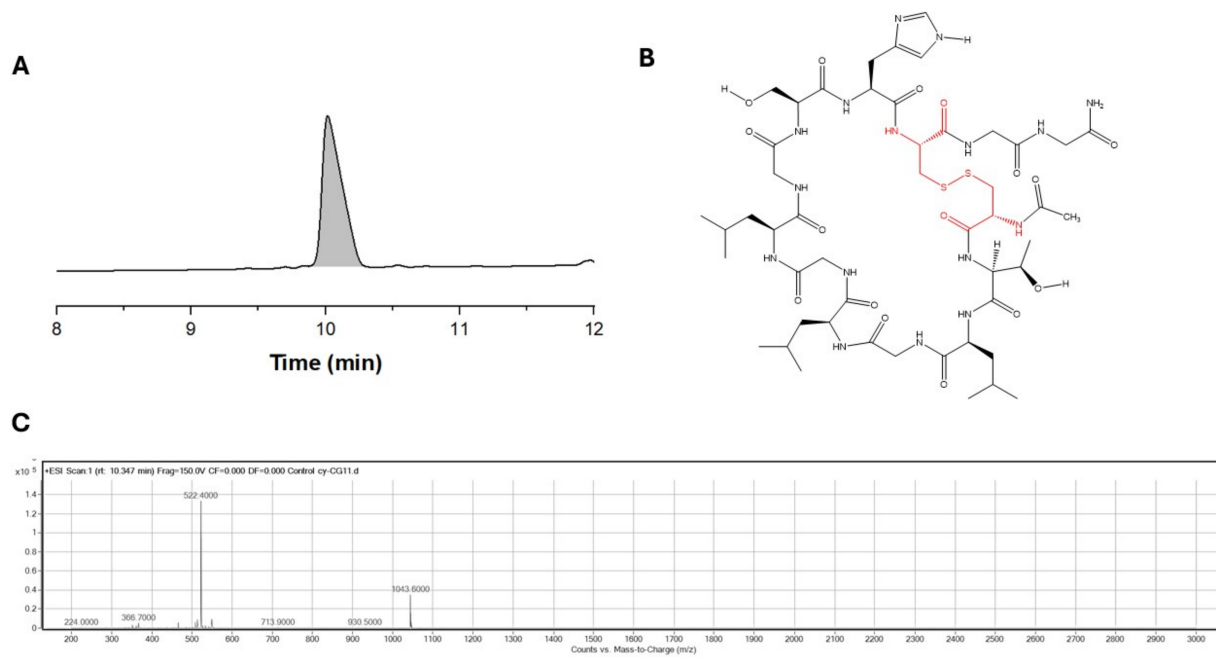 A
8 9 10 11 12
Time (min)
B
N
N H
O O
H O O O NH2
N H H N
O NH HN N H O
O
S S O
NH
O CH3
O O HN
H
HN HN
NH
O H
O O
HN O
O H N
HN
O
C
x10 5
+ESI Scan:1 (rt: 10.347 min) Frag=150.0V CF=0.000 DF=0.000 Control cy-CG11.d
1.4
1.2
1
0.8
0.6
0.4
0.2
0
522.4000
1043.6000
224.0000 366.7000 713.9000 930.5000
200 300 400 500 600 700 800 900 1000 1100 1200 1300 1400 1500 1600 1700 1800 1900 2000 2100 2200 2300 2400 2500 2600 2700 2800 2900 3000
Counts vs. Mass-to-Charge (m/z)